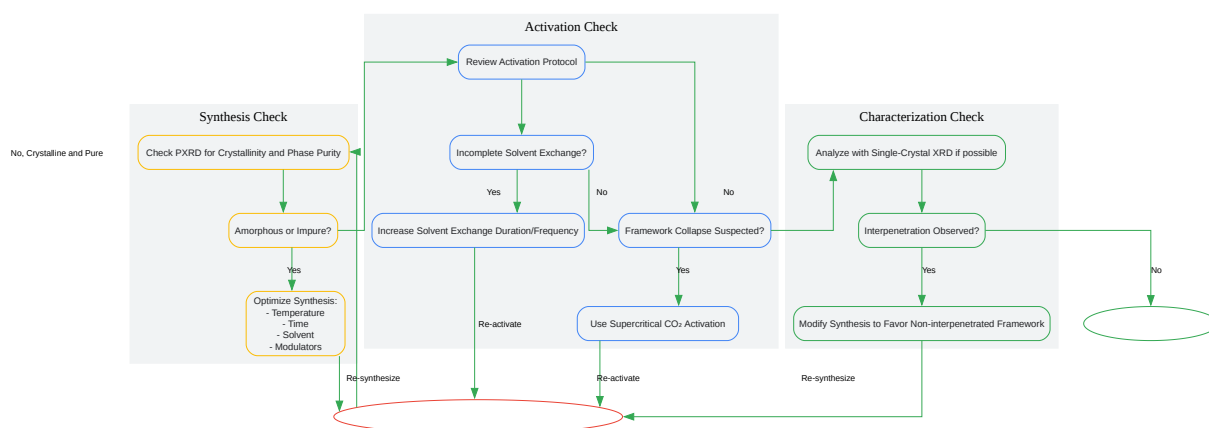 Activation Check
Review Activation Protocol
Synthesis Check
Characterization Check
No, Crystalline and Pure
Check PXRD for Crystallinity and Phase Purity
Incomplete Solvent Exchange?
Analyze with Single-Crystal XRD if possible
Yes
No
No
Amorphous or Impure?
Increase Solvent Exchange Duration/Frequency
Framework Collapse Suspected?
Interpenetration Observed?
Yes
Yes
Yes
No
Optimize Synthesis:
- Temperature
- Time
- Solvent
- Modulators
Re-activate
Use Supercritical CO₂ Activation
Modify Synthesis to Favor Non-interpenetrated Framework
Re-synthesize
Re-activate
Re-synthesize